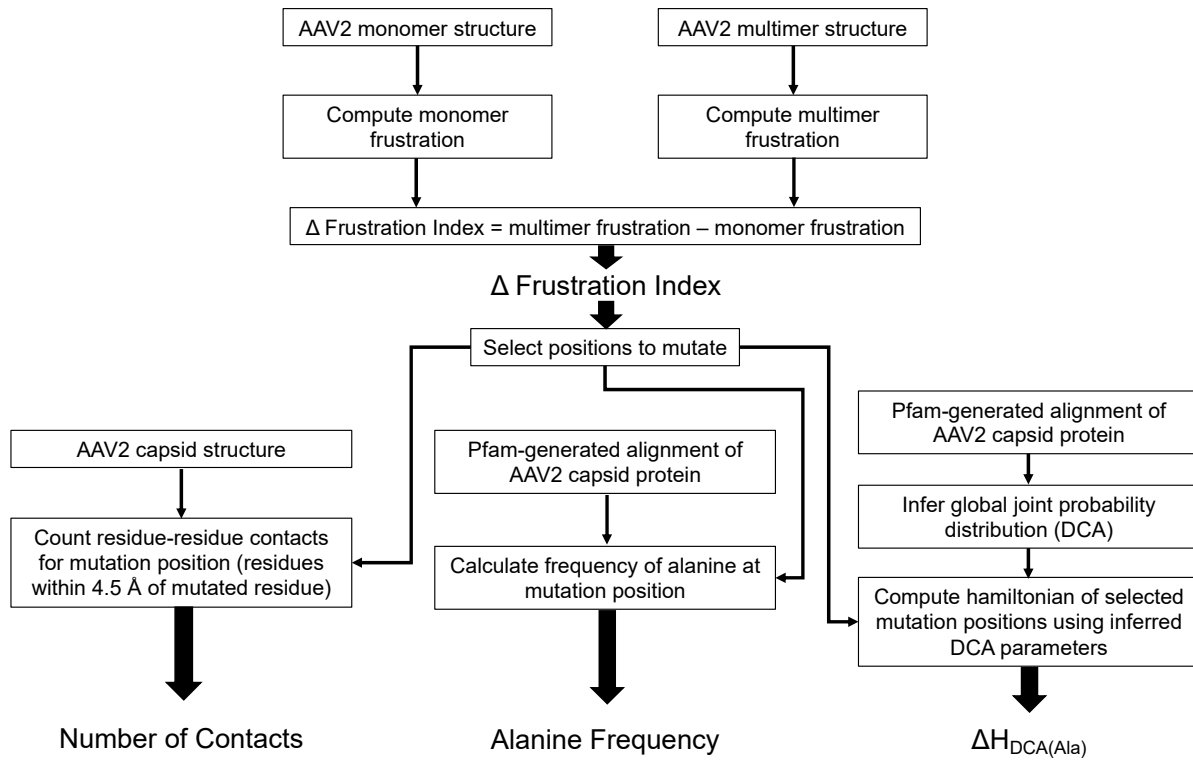 AAV2 monomer structure
AAV2 multimer structure
Compute monomer
frustration
Compute multimer
frustration
Δ Frustration Index = multimer frustration – monomer frustration
Δ Frustration Index
Select positions to mutate
AAV2 capsid structure
Count residue-residue contacts
for mutation position (residues
within 4.5 Å of mutated residue)
Number of Contacts
Pfam-generated alignment of
AAV2 capsid protein
Calculate frequency of alanine at
mutation position
Alanine Frequency
Pfam-generated alignment of
AAV2 capsid protein
Infer global joint probability
distribution (DCA)
Compute hamiltonian of selected
mutation positions using inferred
DCA parameters
ΔH_DCA(Ala)